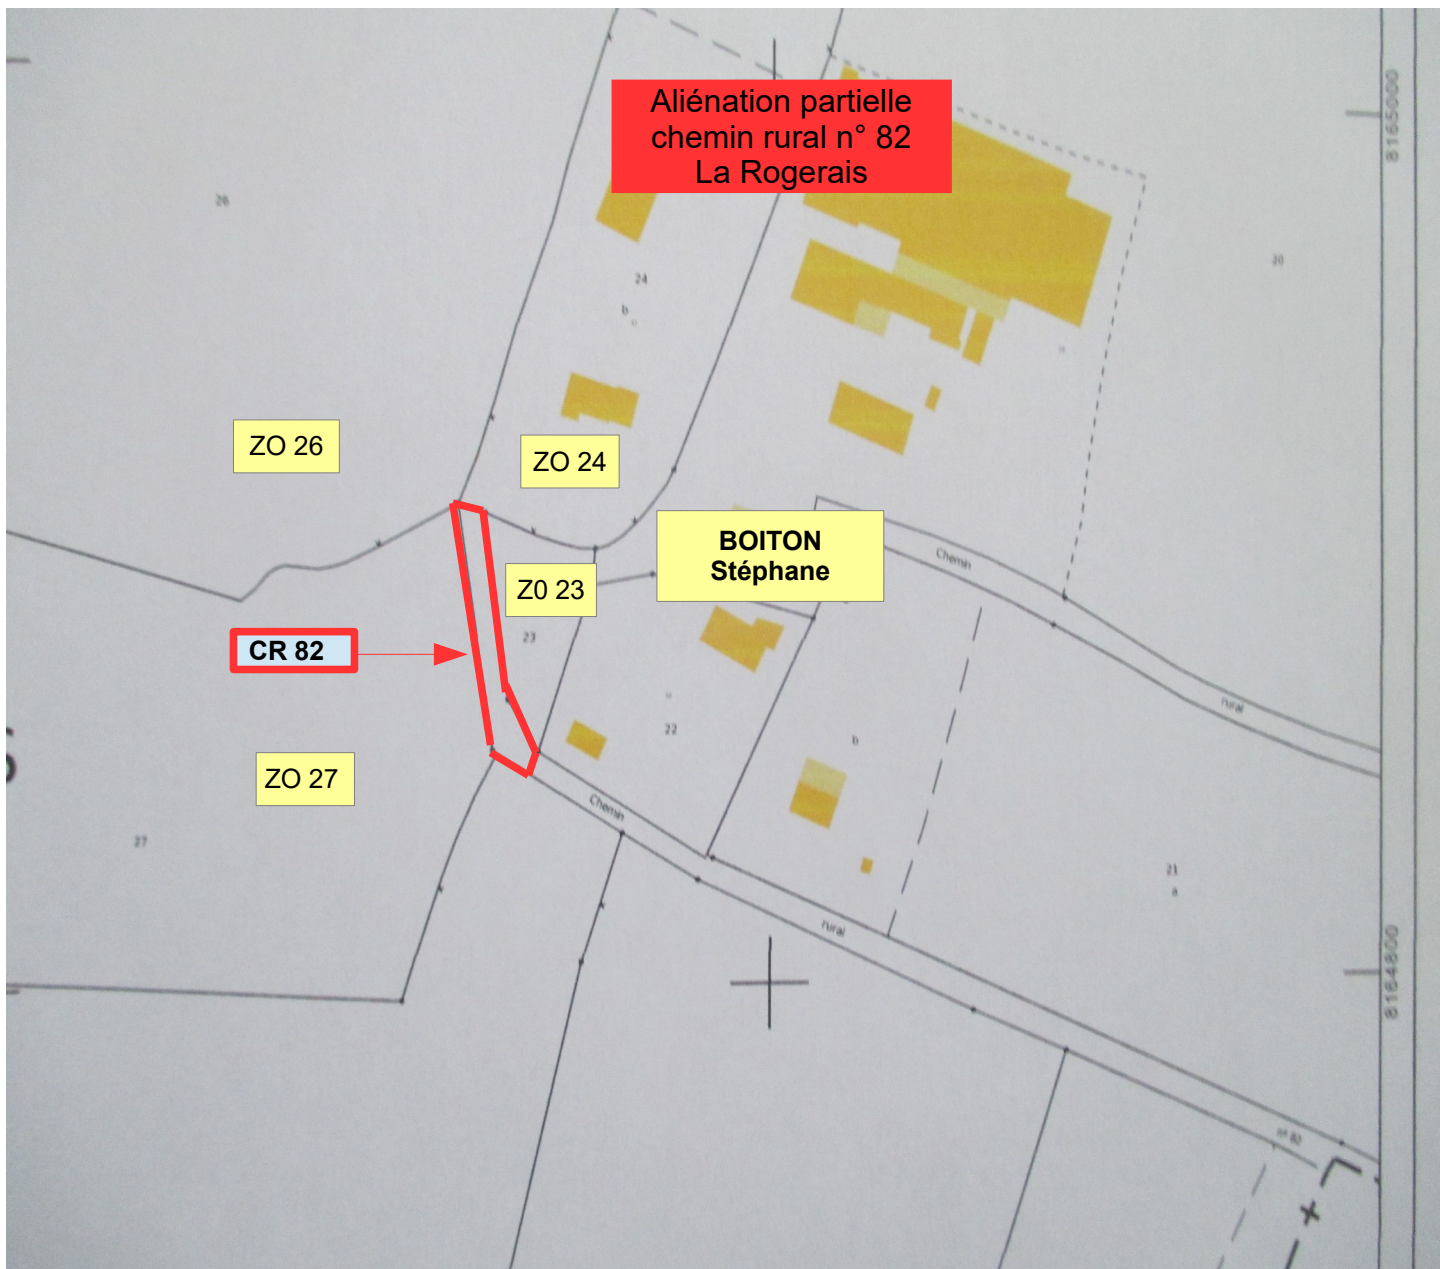 Aliénation partielle
chemin rural n° 82
La Rogerais
8165000
26
20
24
b
ZO 26
ZO 24
BOITON
Stéphane
Chemin
Z0 23
23
CR 82
rural
22
b
ZO 27
Chemin
27
21
a
rural
8164800
n° 82